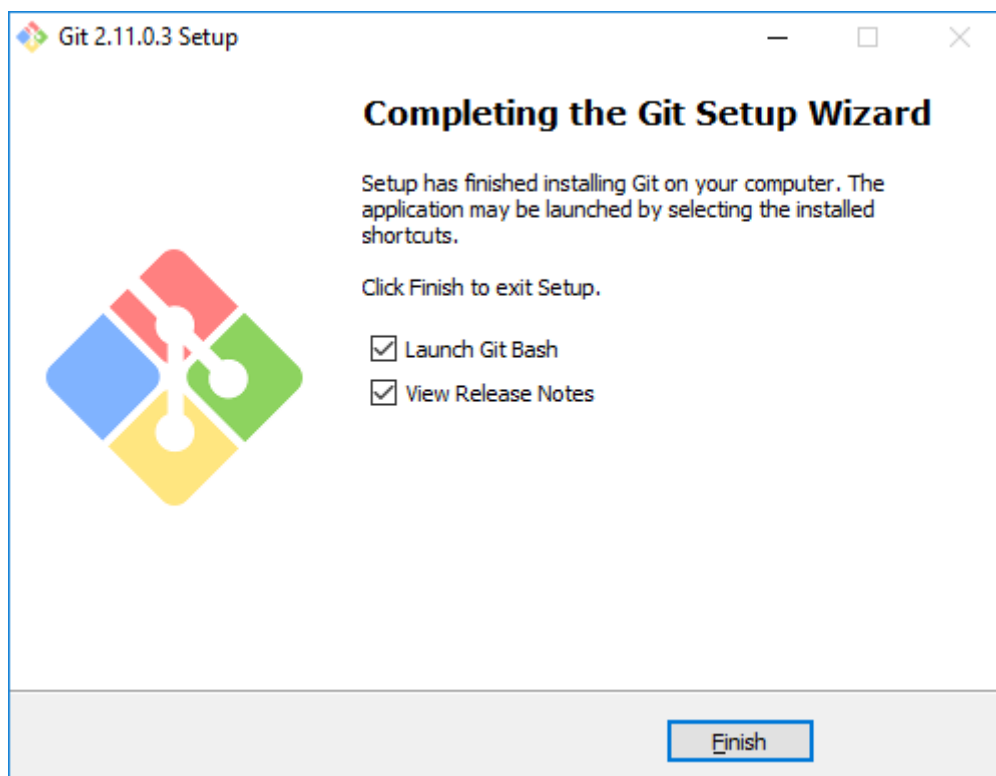 Git 2.11.0.3 Setup
Completing the Git Setup Wizard
Setup has finished installing Git on your computer. The
application may be launched by selecting the installed
shortcuts.
Click Finish to exit Setup.
Launch Git Bash
View Release Notes
Finish